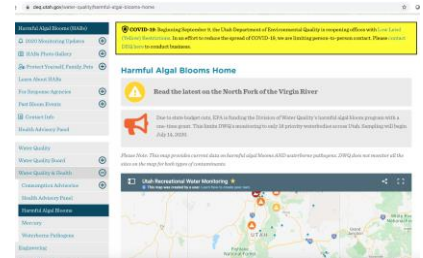 deq.utah.gov/water-quality/harmful-algal-blooms-home
Harmful Algal Blooms (HABs)
2020 Monitoring Updates
HABs Photo Gallery
Protect Yourself, Family, Pets
Learn About HABs
For Response Agencies
Past Bloom Events
Contact Info
Health Advisory Panel
Water Quality
Water Quality Board
Water Quality & Health
Consumption Advisories
Health Advisory Panel
Harmful Algal Blooms
Mercury
Waterborne Pathogens
Engineering
COVID-19: Beginning September 8, the Utah Department of Environmental Quality is reopening offices with Low Level
(Yellow) Restrictions. In an effort to reduce the spread of COVID-19, we are limiting person-to-person contact. Please contact
DEQ here to conduct business.
Harmful Algal Blooms Home
Read the latest on the North Fork of the Virgin River
Due to state budget cuts, EPA is funding the Division of Water Quality's harmful algal bloom program with a
one-time grant. This limits DWQ's monitoring to only 16 priority waterbodies across Utah. Sampling will begin
July 14, 2020.
Please Note: This map provides current data on harmful algal blooms AND waterborne pathogens. DWQ does not monitor all the
sites on the map for both types of contaminants.
Utah Recreational Water Monitoring
This map was created by a user.
UTAH